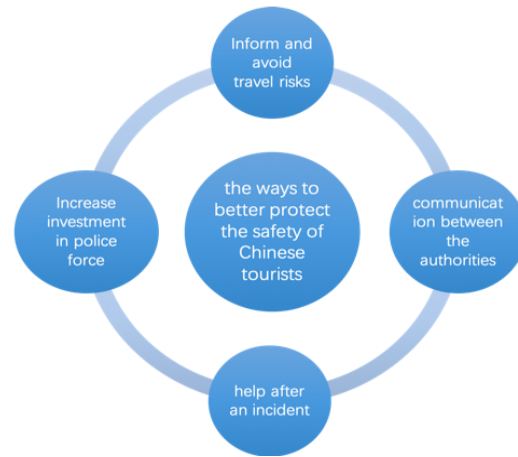 Inform and
avoid
travel risks
Increase
investment
in police
force
the ways to
better protect
the safety of
Chinese
tourists
communicat
ion between
the
authorities
help after
an incident